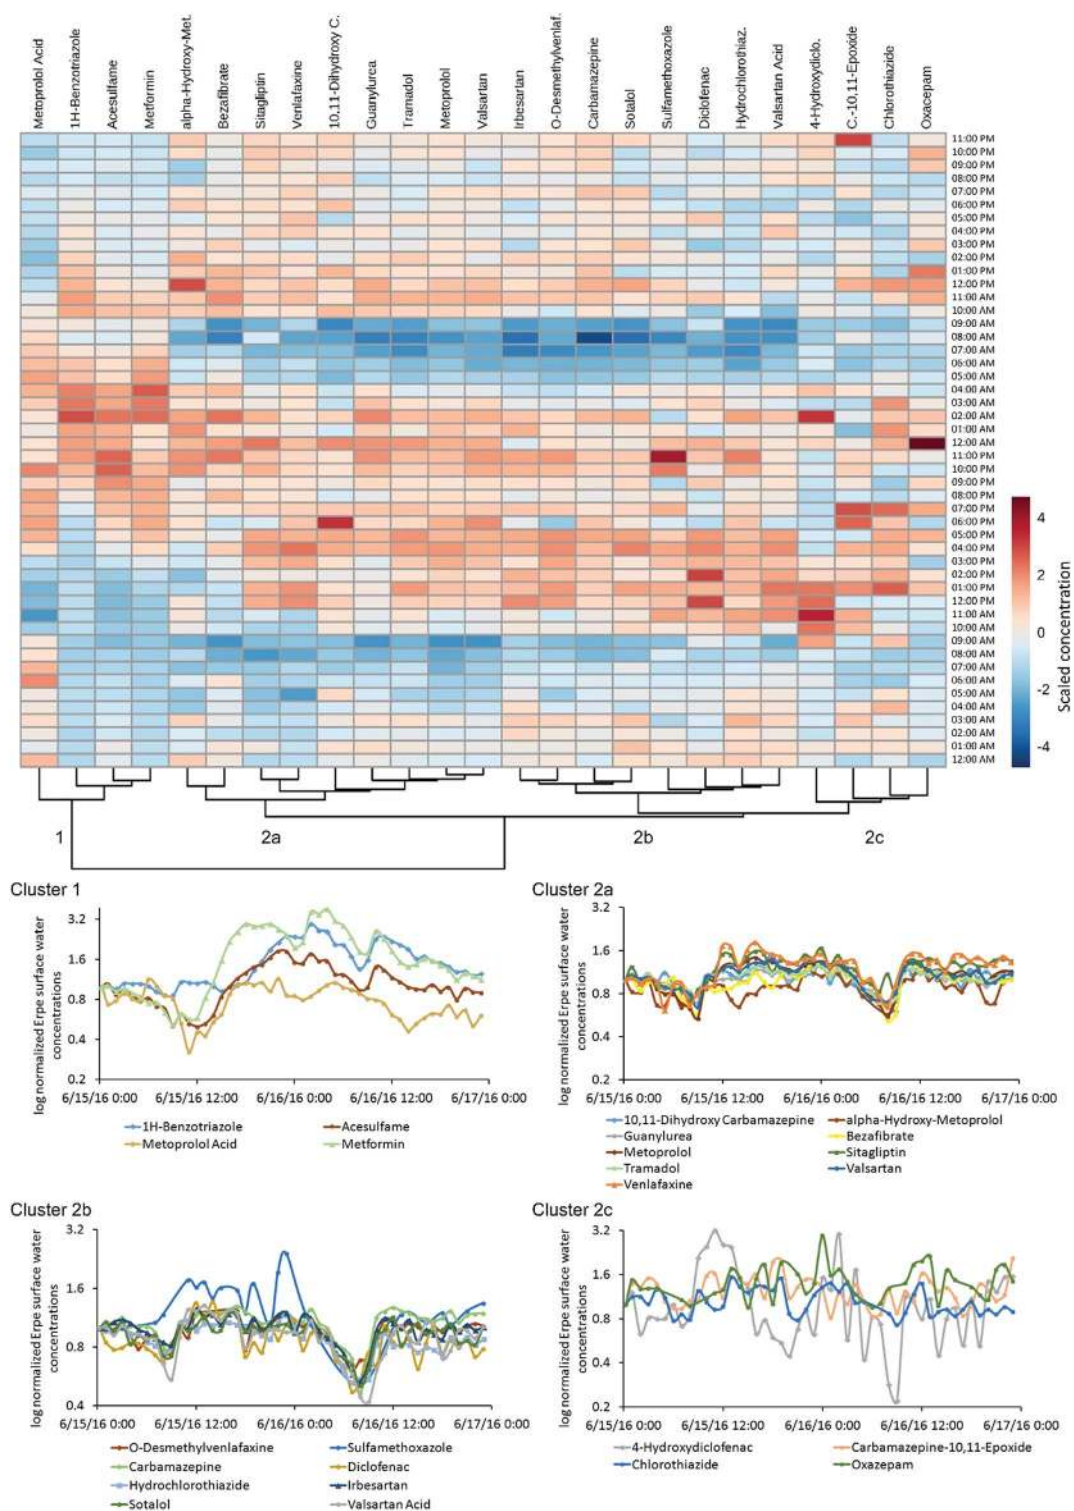 Metoprolol Acid
1H-Benzotriazole
Acesulfame
Metformin
alpha-Hydroxy-Met.
Bezafibrate
Sitagliptin
Venlafaxine
10,11-Dihydroxy C.
Guanylurea
Tramadol
Metoprolol
Valsartan
Irbesartan
O-Desmethylvenlaf.
Carbamazepine
Sotalol
Sulfamethoxazole
Diclofenac
Hydrochlorothiaz.
Valsartan Acid
4-Hydroxydiclo.
C.-10,11-Epoxide
Chlorothiazide
Oxacepam
11:00 PM
10:00 PM
09:00 PM
08:00 PM
07:00 PM
06:00 PM
05:00 PM
04:00 PM
03:00 PM
02:00 PM
01:00 PM
12:00 PM
11:00 AM
10:00 AM
09:00 AM
08:00 AM
07:00 AM
06:00 AM
05:00 AM
04:00 AM
03:00 AM
02:00 AM
01:00 AM
12:00 AM
11:00 PM
10:00 PM
09:00 PM
08:00 PM
07:00 PM
06:00 PM
05:00 PM
04:00 PM
03:00 PM
02:00 PM
01:00 PM
12:00 PM
11:00 AM
10:00 AM
09:00 AM
08:00 AM
07:00 AM
06:00 AM
05:00 AM
04:00 AM
03:00 AM
02:00 AM
01:00 AM
12:00 AM
4
2
0
-2
-4
Scaled concentration
1 2a 2b 2c
Cluster 1
log normalized Erpe surface water
concentrations
3.2
1.6
0.8
0.4
0.2
6/15/16 0:00 6/15/16 12:00 6/16/16 0:00 6/16/16 12:00 6/17/16 0:00
1H-Benzotriazole Acesulfame
Metoprolol Acid Metformin
Cluster 2a
log normalized Erpe surface water
concentrations
3.2
1.6
0.8
0.4
0.2
6/15/16 0:00 6/15/16 12:00 6/16/16 0:00 6/16/16 12:00 6/17/16 0:00
10,11-Dihydroxy Carbamazepine alpha-Hydroxy-Metoprolol
Guanylurea Bezafibrate
Metoprolol Sitagliptin
Tramadol Valsartan
Venlafaxine
Cluster 2b
log normalized Erpe surface water
concentrations
3.2
1.6
0.8
0.4
6/15/16 0:00 6/15/16 12:00 6/16/16 0:00 6/16/16 12:00 6/17/16 0:00
O-Desmethylvenlafaxine Sulfamethoxazole
Carbamazepine Diclofenac
Hydrochlorothiazide Irbesartan
Sotalol Valsartan Acid
Cluster 2c
log normalized Erpe surface water
concentrations
3.2
1.6
0.8
0.4
0.2
6/15/16 0:00 6/15/16 12:00 6/16/16 0:00 6/16/16 12:00 6/17/16 0:00
4-Hydroxydiclofenac Carbamazepine-10,11-Epoxide
Chlorothiazide Oxazepam